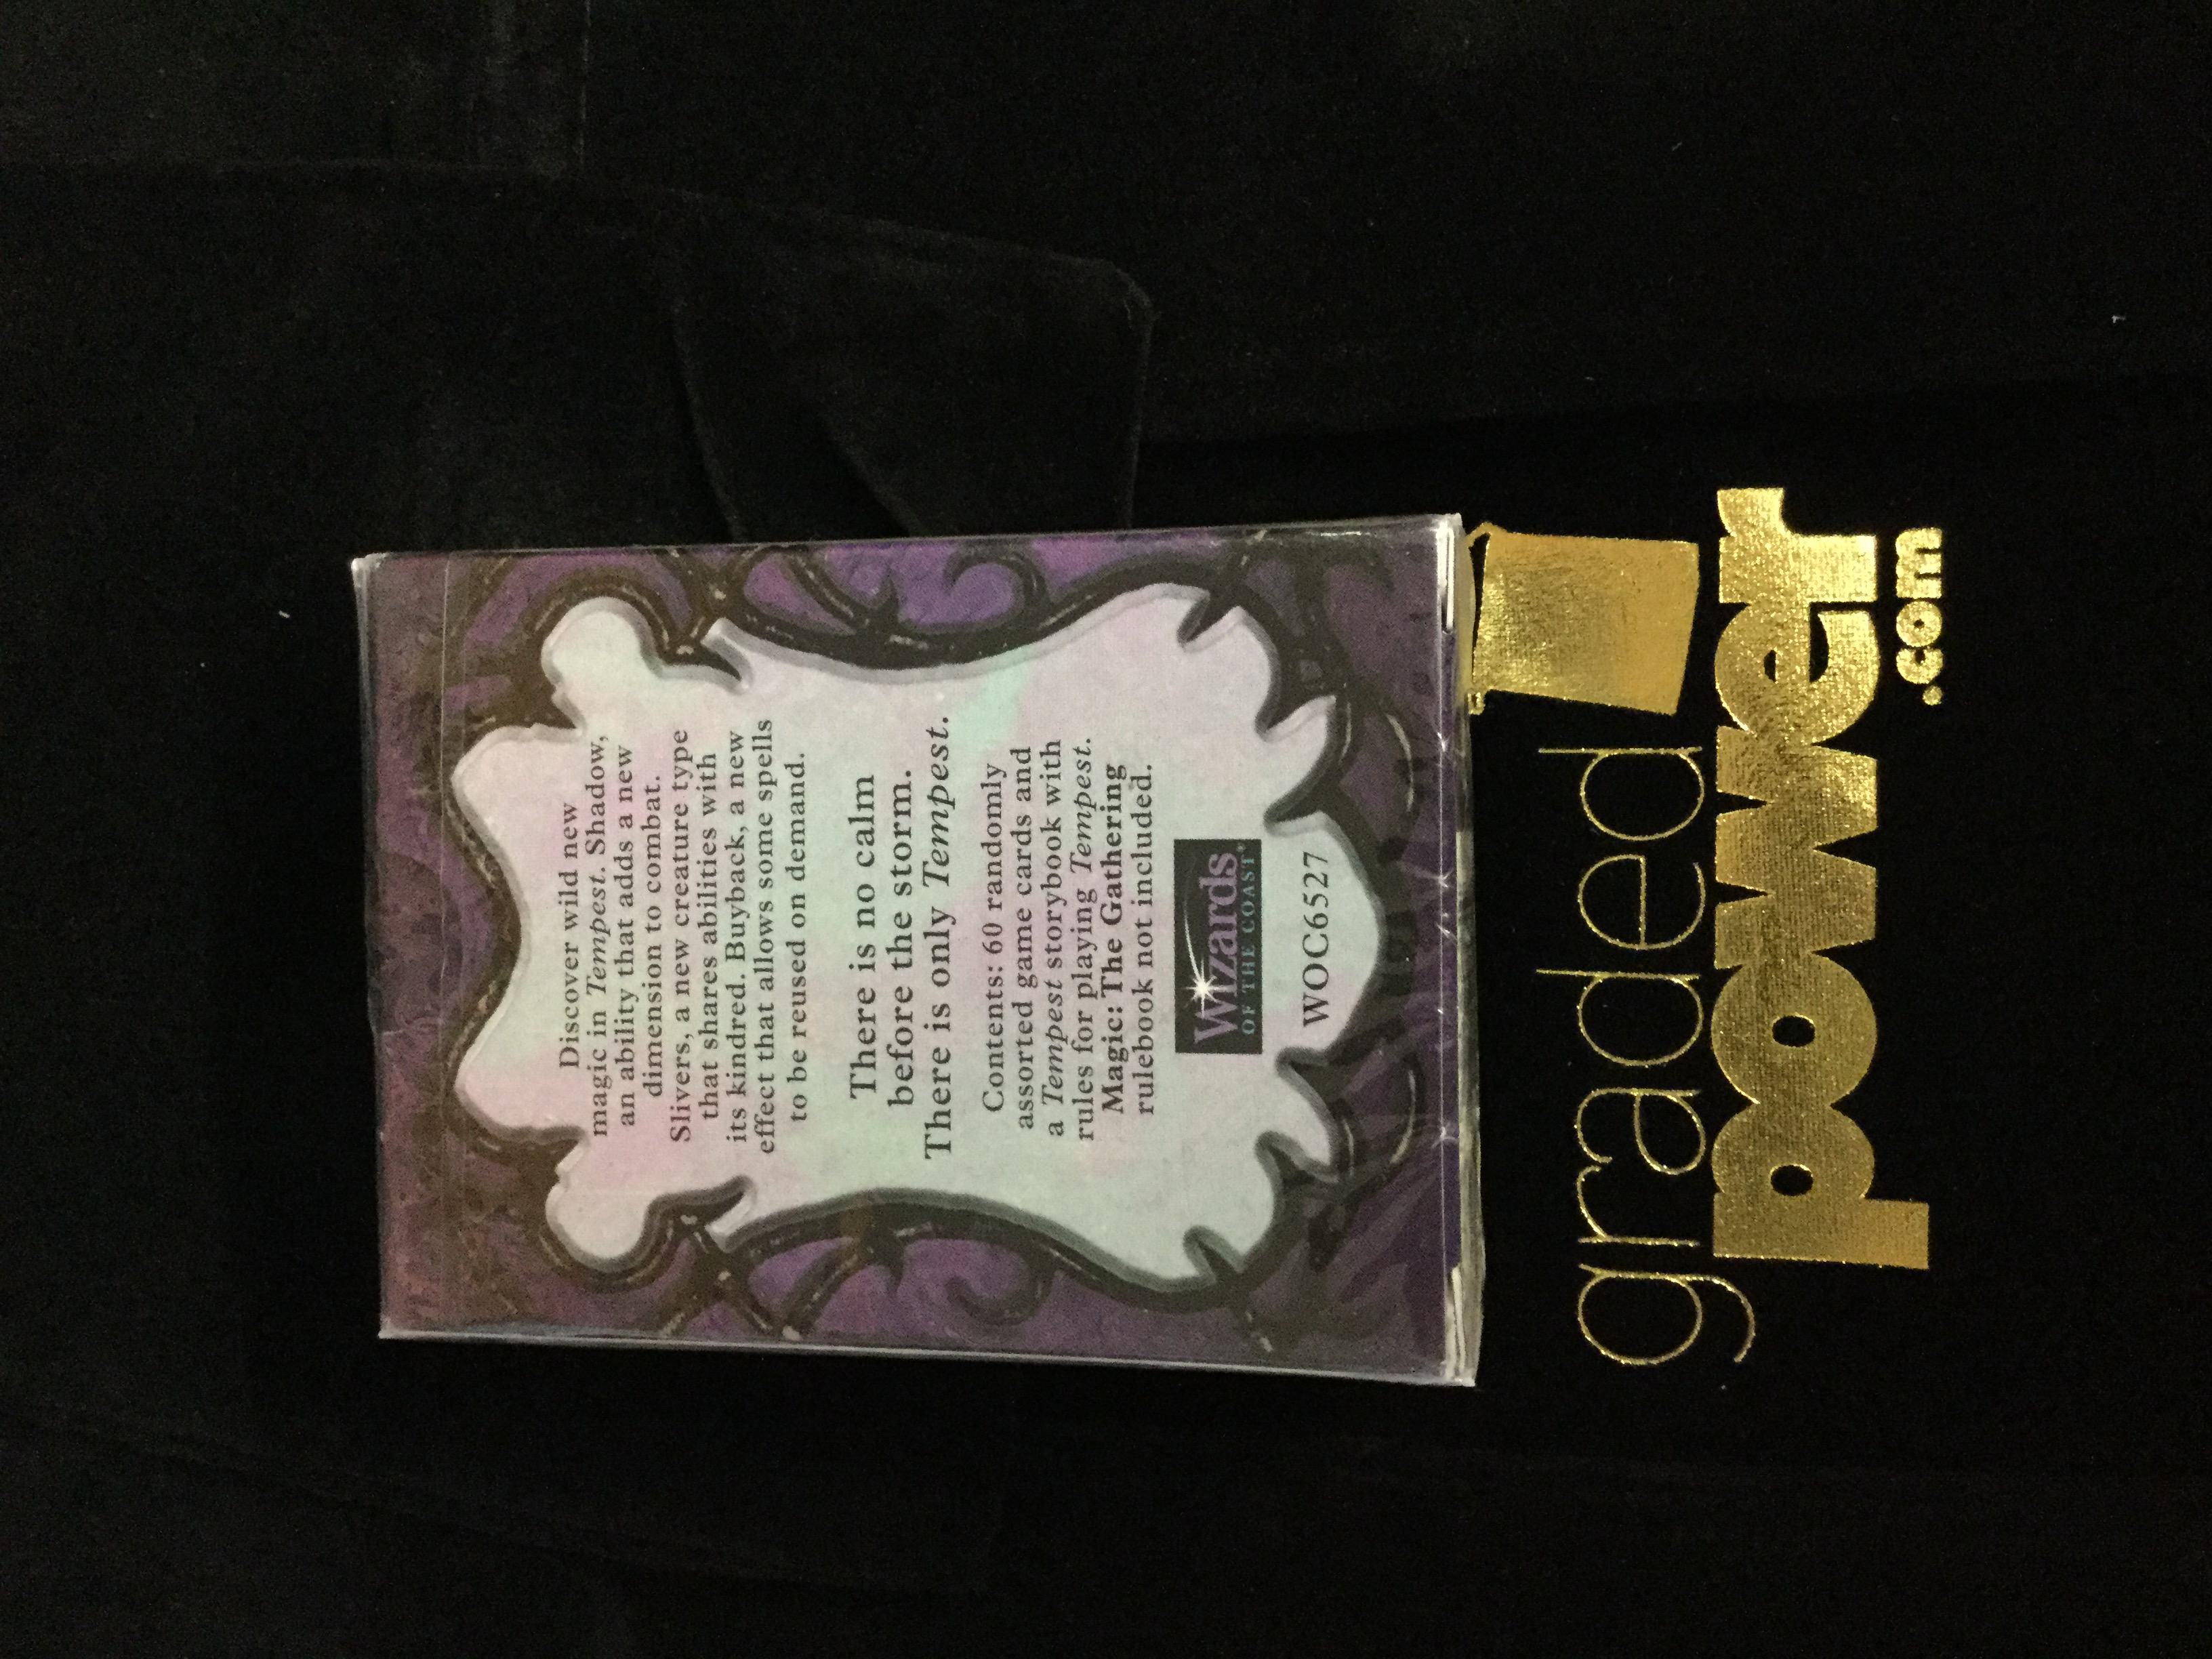 Discover wild new
magic in Tempest. Shadow,
an ability that adds a new
dimension to combat.
Slivers, a new creature type
that shares abilities with
its kindred. Buyback, a new
effect that allows some spells
to be reused on demand.
There is no calm
before the storm.
There is only Tempest.
Contents: 60 randomly
assorted game cards and
a Tempest storybook with
rules for playing Tempest.
Magic: The Gathering
rulebook not included.
Wizards
OF THE COAST®
WOC6527
graded
power
.com